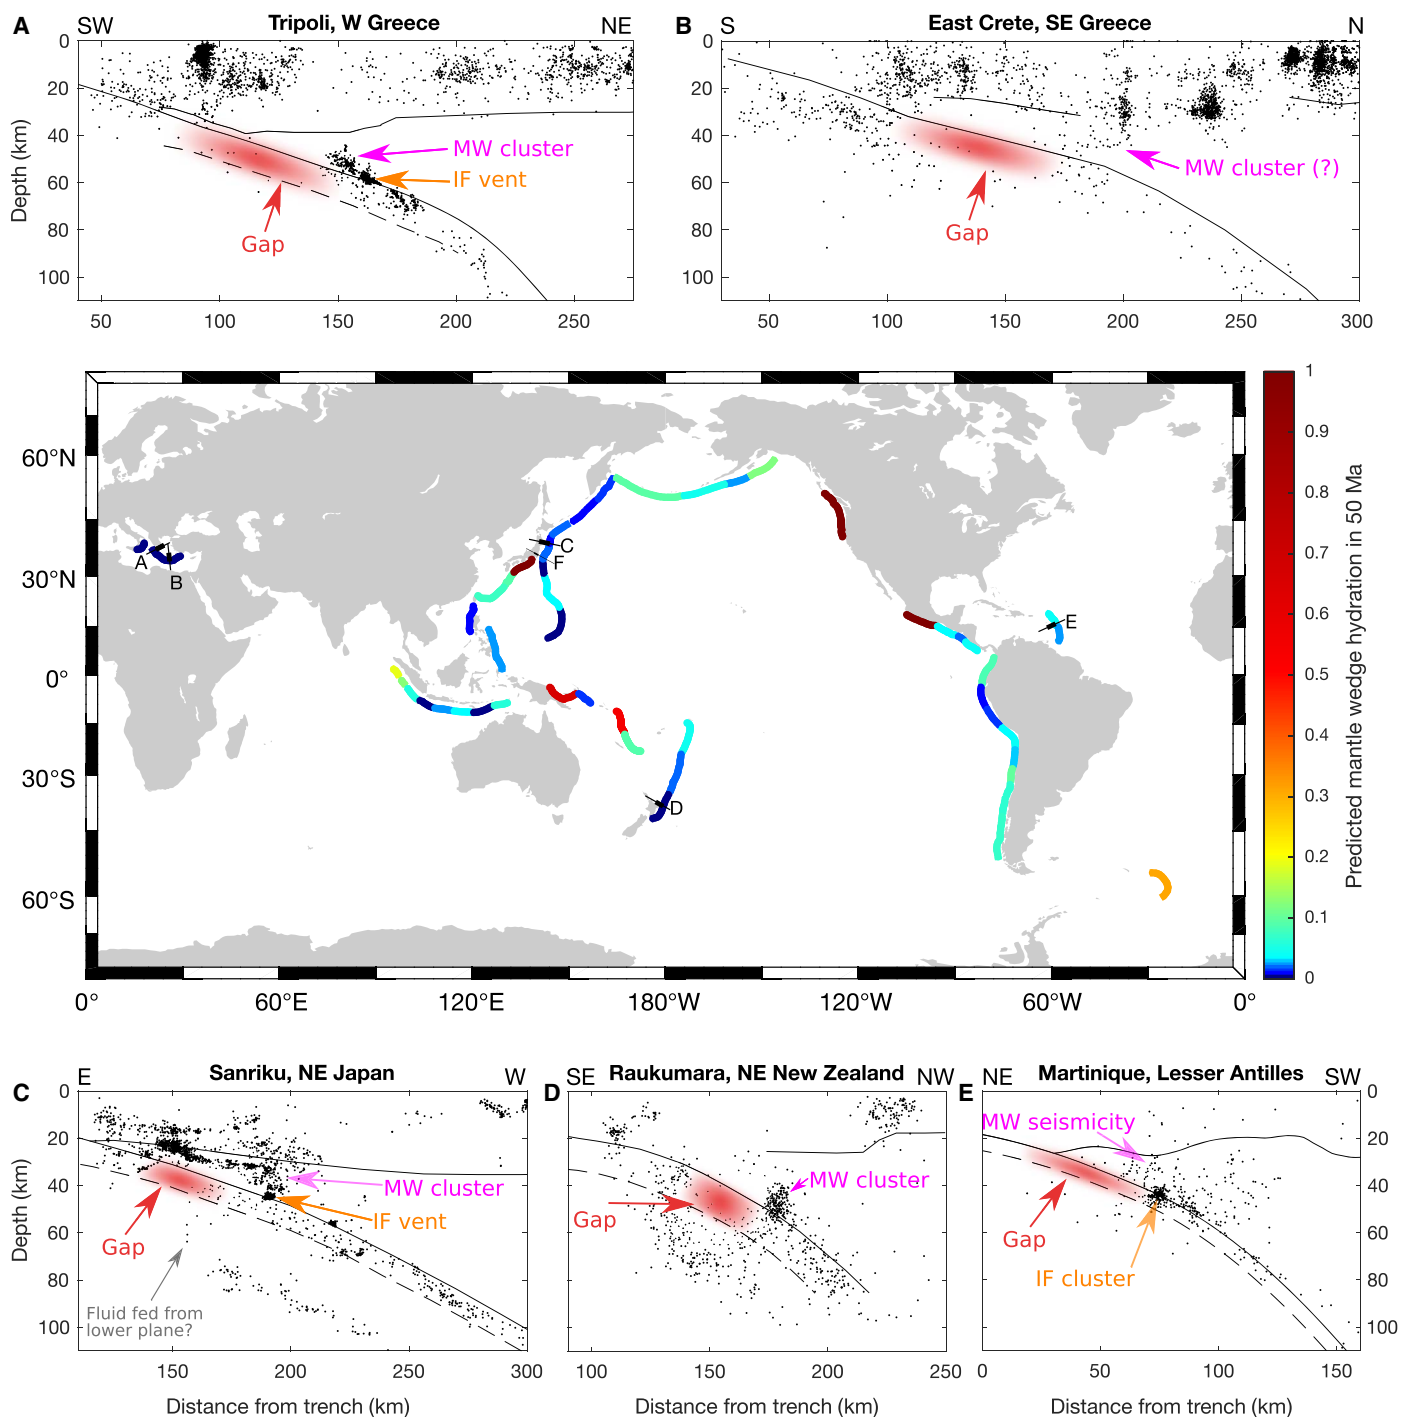 A
SW
Tripoli, W Greece
NE
0
20
40
60
80
100
Depth (km)
MW cluster
IF vent
Gap
50
100
150
200
250
B
S
East Crete, SE Greece
N
0
20
40
60
80
100
MW cluster (?)
Gap
50
100
150
200
250
300
60°N
30°N
0°
30°S
60°S
0°
60°E
120°E
180°W
120°W
60°W
0°
A
B
C
F
D
E
1
0.9
0.8
0.7
0.6
0.5
0.4
0.3
0.2
0.1
0
Predicted mantle wedge hydration in 50 Ma
C
E
Sanriku, NE Japan
W
0
20
40
60
80
100
Depth (km)
MW cluster
IF vent
Gap
Fluid fed from
lower plane?
150
200
250
300
Distance from trench (km)
D
SE
Raukumara, NE New Zealand
NW
MW cluster
Gap
100
150
200
250
Distance from trench (km)
E
NE
Martinique, Lesser Antilles
SW
MW seismicity
Gap
IF cluster
0
20
40
60
80
100
0
50
100
150
Distance from trench (km)